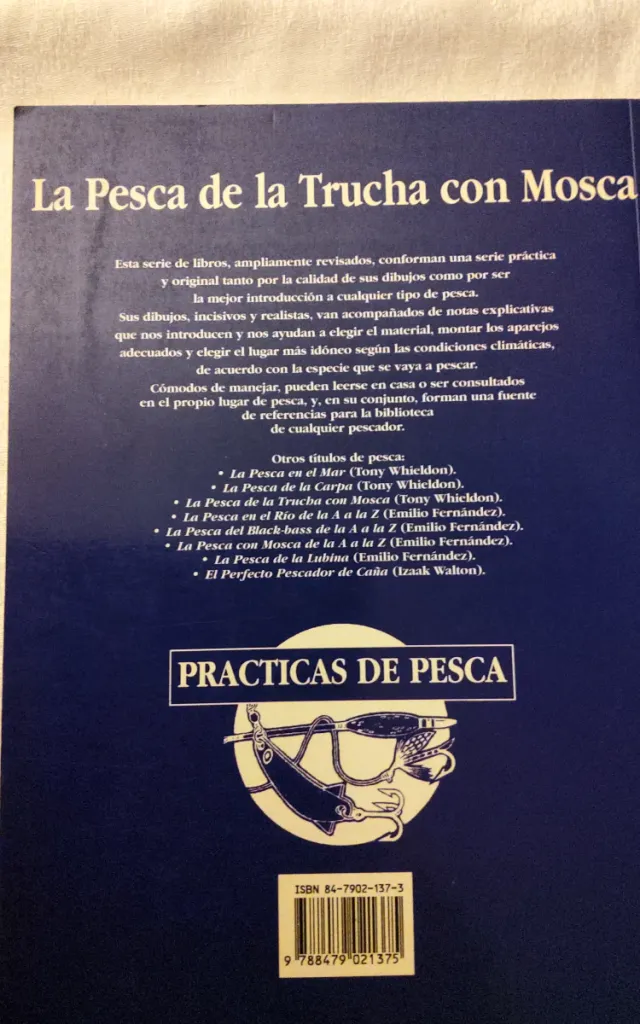 La Pesca de la Trucha con Mosca
Esta serie de libros, ampliamente revisados, conforman una serie práctica
y original tanto por la calidad de sus dibujos como por ser
la mejor introducción a cualquier tipo de pesca.
Sus dibujos, incisivos y realistas, van acompañados de notas explicativas
que nos introducen y nos ayudan a elegir el material, montar los aparejos
adecuados y elegir el lugar más idóneo según las condiciones climáticas,
de acuerdo con la especie que se vaya a pescar.
Cómodos de manejar, pueden leerse en casa o ser consultados
en el propio lugar de pesca, y, en su conjunto, forman una fuente
de referencias para la biblioteca
de cualquier pescador.
Otros títulos de pesca:
• La Pesca en el Mar (Tony Whieldon).
• La Pesca de la Carpa (Tony Whieldon).
• La Pesca de la Trucha con Mosca (Tony Whieldon).
• La Pesca en el Río de la A a la Z (Emilio Fernández).
• La Pesca del Black-bass de la A a la Z (Emilio Fernández).
• La Pesca con Mosca de la A a la Z (Emilio Fernández).
• La Pesca de la Lubina (Emilio Fernández).
• El Perfecto Pescador de Caña (Izaak Walton).
PRACTICAS DE PESCA
ISBN 84-7902-137-3
9 788479 021375